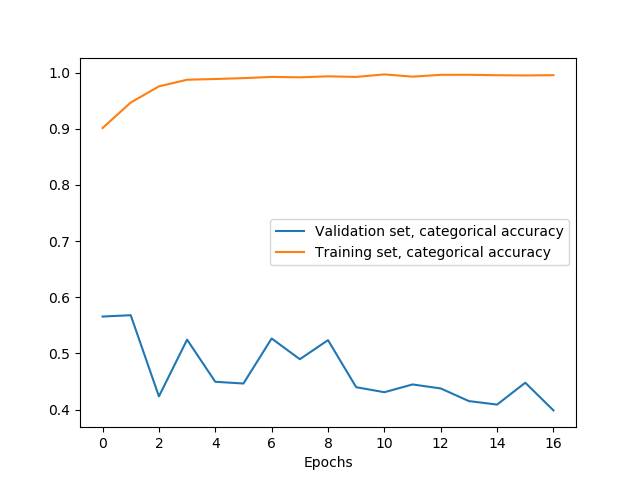 1.0
0.9
0.8
0.7
0.6
0.5
0.4
Validation set, categorical accuracy
Training set, categorical accuracy
0 2 4 6 8 10 12 14 16
Epochs